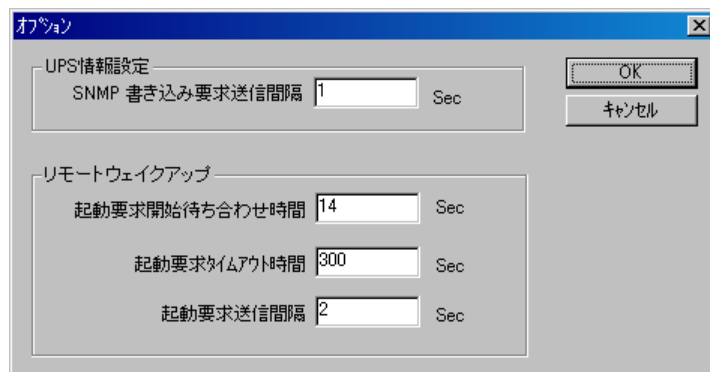 ｵﾌﾟｼｮﾝ
UPS情報設定
SNMP 書き込み要求送信間隔 1 Sec
OK
ｷｬﾝｾﾙ
リモートウェイクアップ
起動要求開始待ち合わせ時間 14 Sec
起動要求ﾀｲﾑｱｳﾄ時間 300 Sec
起動要求送信間隔 2 Sec